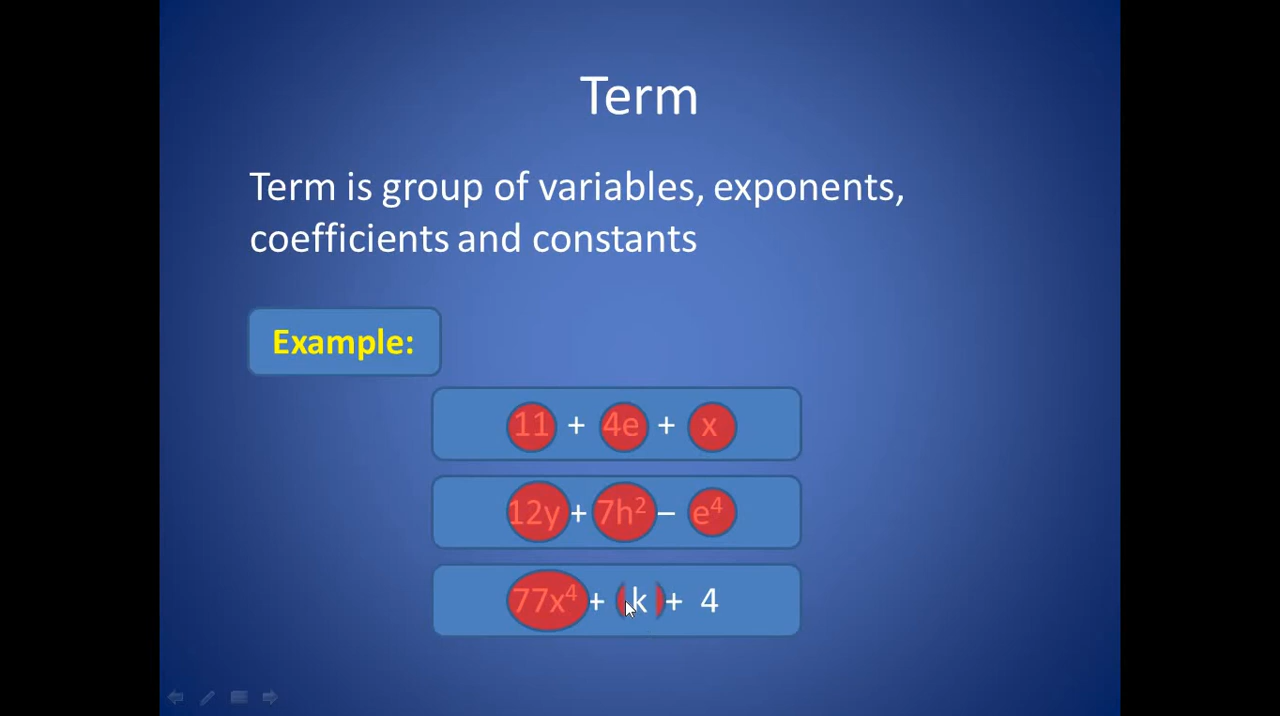 Term
Term is group of variables, exponents,
coefficients and constants
Example:
11 + 4e + x
12y + 7h² – e⁴
77x⁴ + k + 4